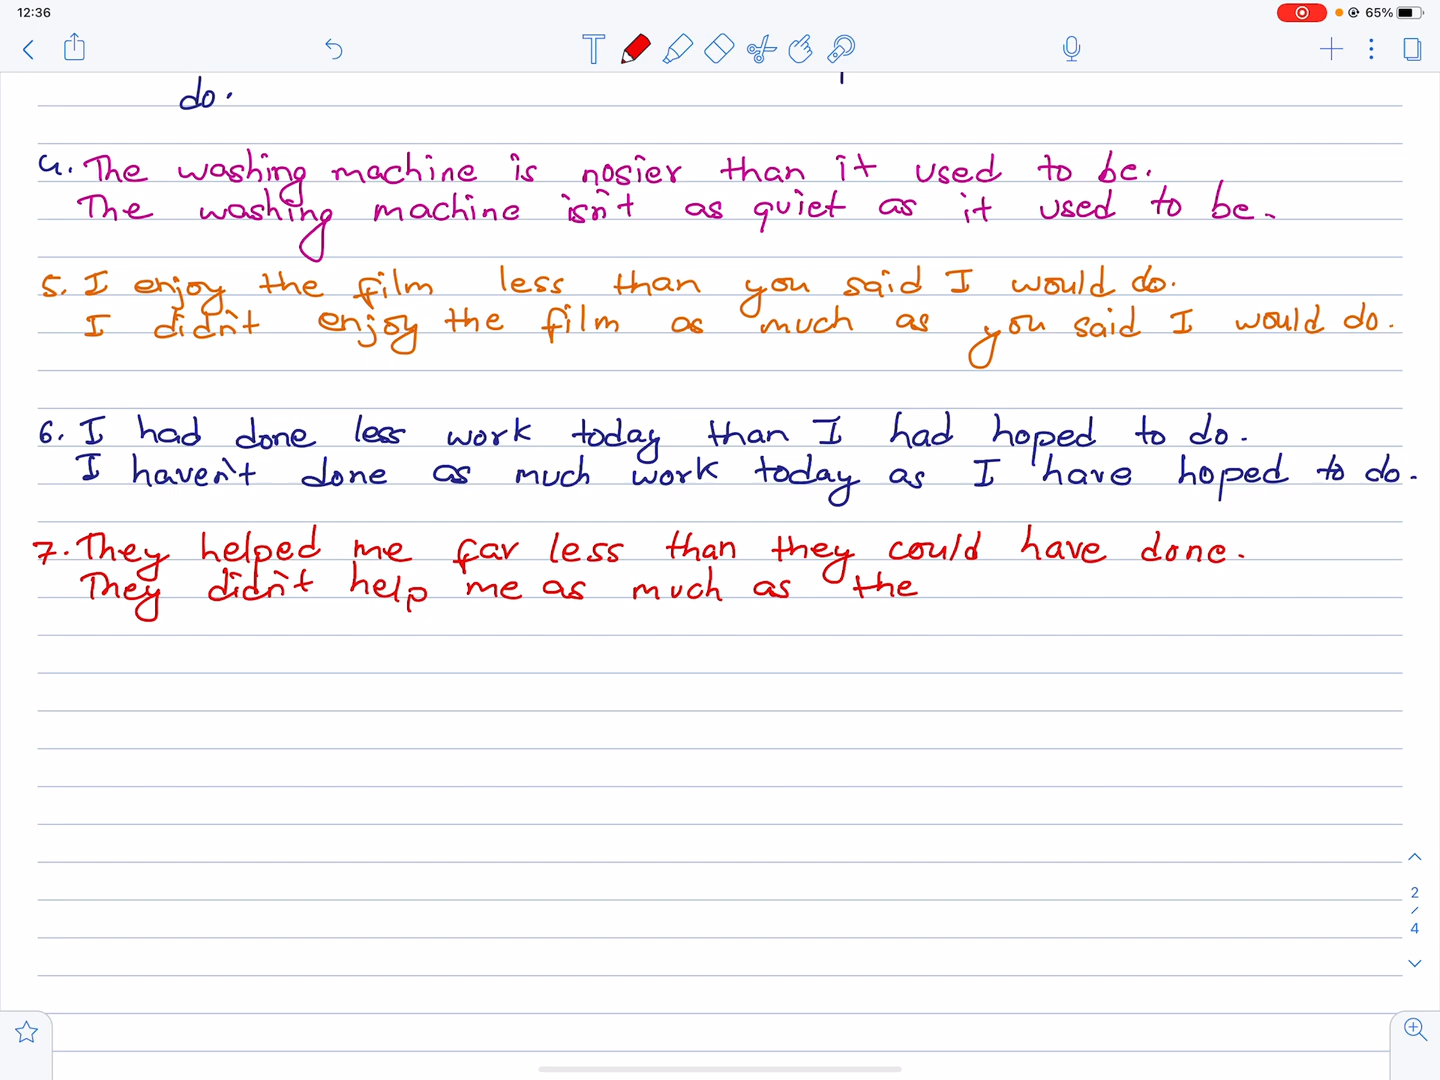 12:36
65%
do.
4. The washing machine is nosier than it used to be.
The washing machine isn't as quiet as it used to be.
5. I enjoy the film less than you said I would do.
I didn't enjoy the film as much as you said I would do.
6. I had done less work today than I had hoped to do.
I haven't done as much work today as I have hoped to do.
7. They helped me far less than they could have done.
They didn't help me as much as the
2
/
4